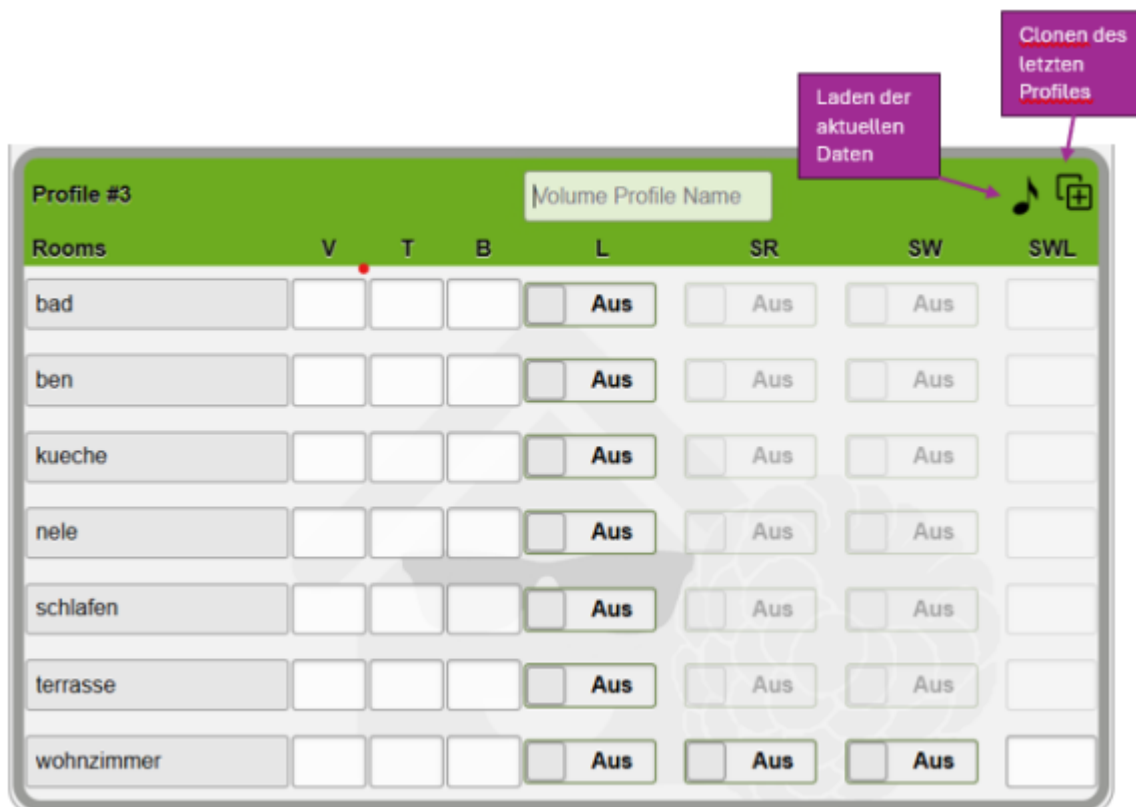 Clonen des
letzten
Profiles
Laden der
aktuellen
Daten
Profile #3 Volume Profile Name
Rooms V T B L SR SW SWL
bad Aus Aus Aus
ben Aus Aus Aus
kueche Aus Aus Aus
nele Aus Aus Aus
schlafen Aus Aus Aus
terrasse Aus Aus Aus
wohnzimmer Aus Aus Aus